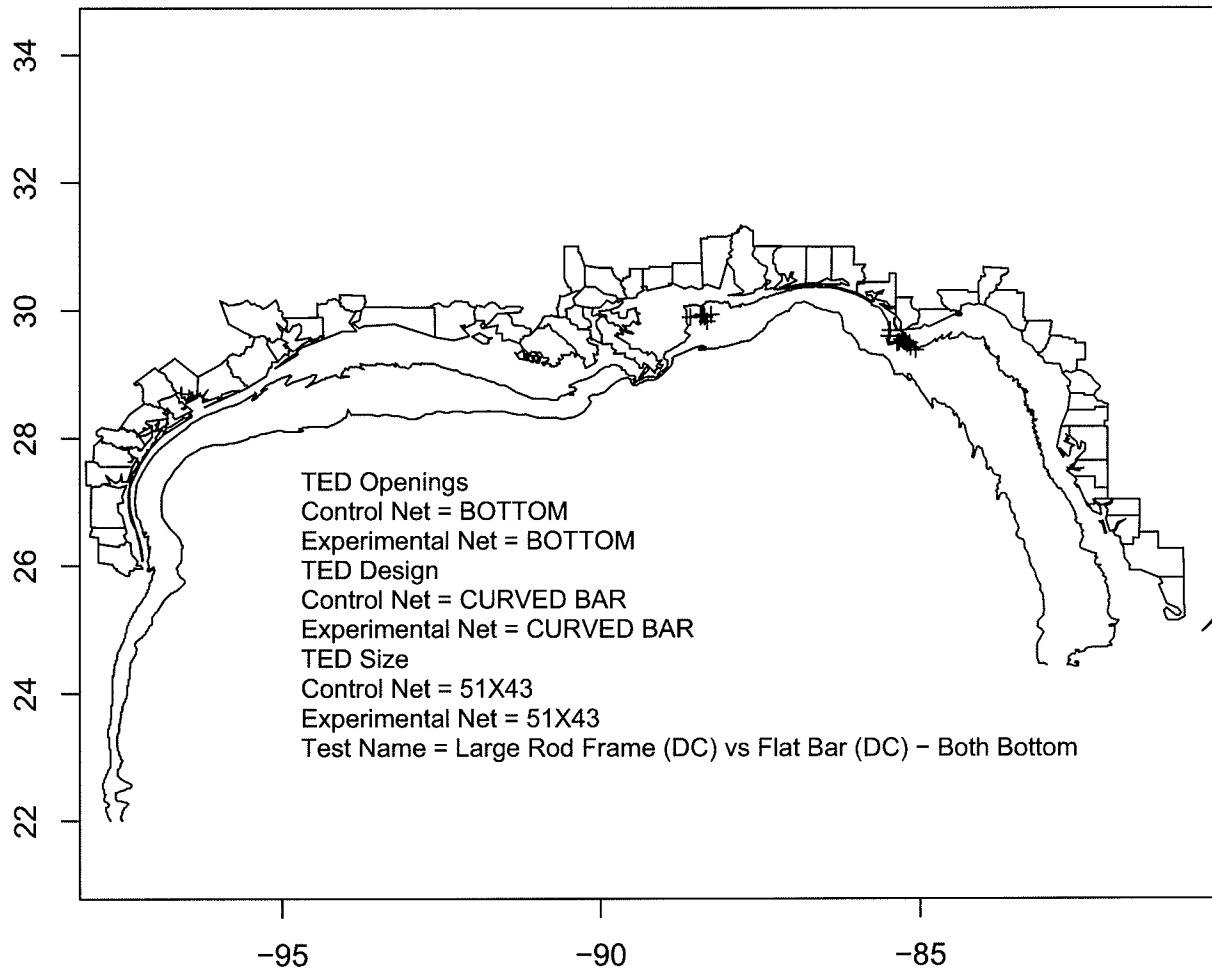 34
32
30
28
26
24
22
TED Openings
Control Net = BOTTOM
Experimental Net = BOTTOM
TED Design
Control Net = CURVED BAR
Experimental Net = CURVED BAR
TED Size
Control Net = 51X43
Experimental Net = 51X43
Test Name = Large Rod Frame (DC) vs Flat Bar (DC) − Both Bottom
−95
−90
−85